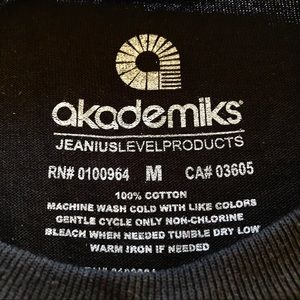 akademiks®
JEANIUSLEVELPRODUCTS
RN# 0100964 M CA# 03605
100% COTTON
MACHINE WASH COLD WITH LIKE COLORS
GENTLE CYCLE ONLY NON-CHLORINE
BLEACH WHEN NEEDED TUMBLE DRY LOW
WARM IRON IF NEEDED